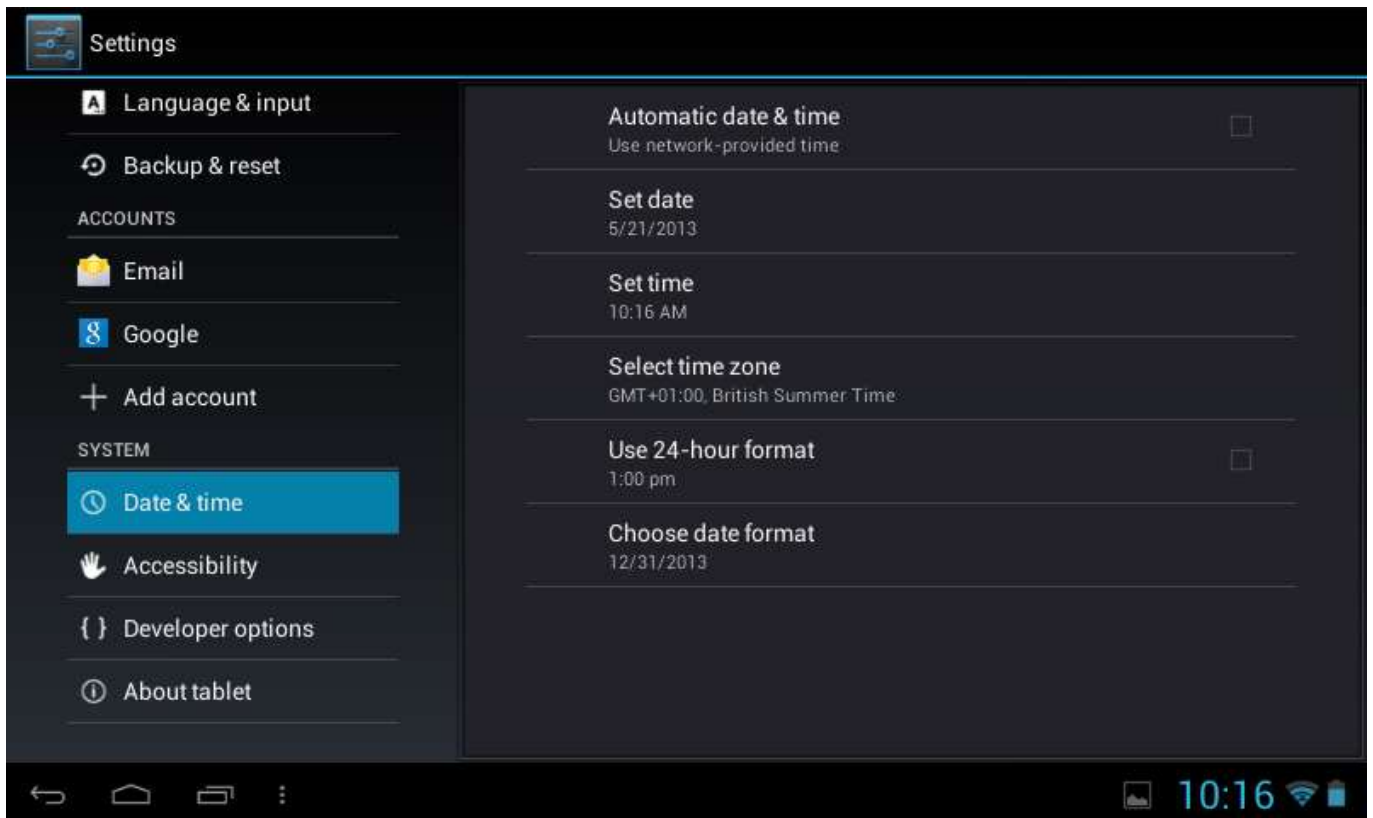 Settings
Language & input
Backup & reset
ACCOUNTS
Email
Google
Add account
SYSTEM
Date & time
Accessibility
{ } Developer options
About tablet
Automatic date & time
Use network-provided time
Set date
5/21/2013
Set time
10:16 AM
Select time zone
GMT+01:00, British Summer Time
Use 24-hour format
1:00 pm
Choose date format
12/31/2013
10:16